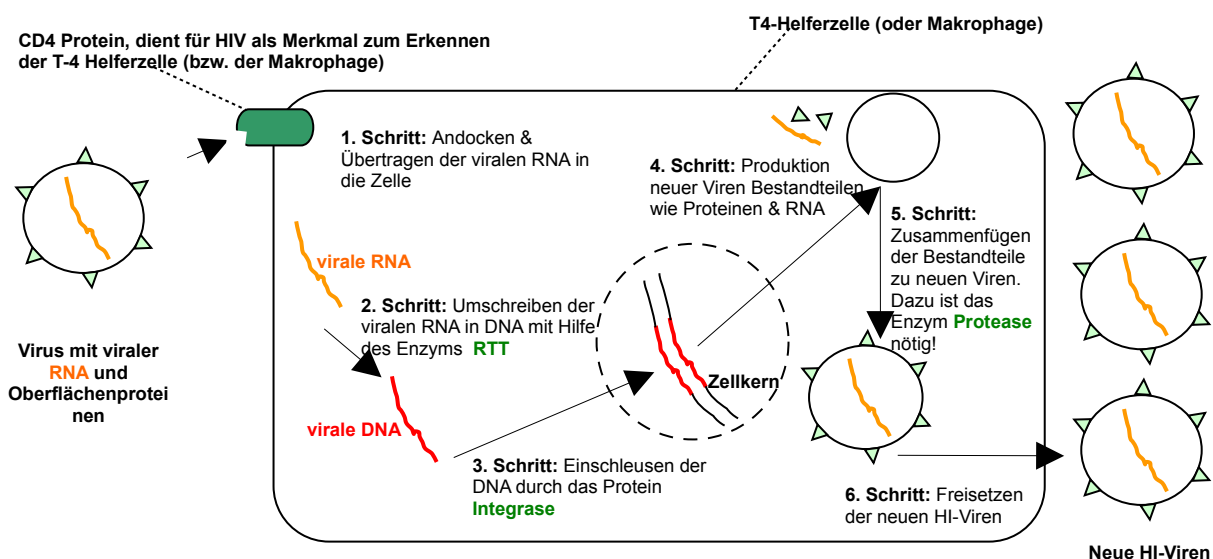 T4-Helferzelle (oder Makrophage)
CD4 Protein, dient für HIV als Merkmal zum Erkennen
der T-4 Helferzelle (bzw. der Makrophage)
1. Schritt: Andocken &
Übertragen der viralen RNA in
die Zelle
virale RNA
2. Schritt: Umschreiben der
viralen RNA in DNA mit Hilfe
des Enzyms RTT
Virus mit viraler
RNA und
Oberflächenprotei
nen
virale DNA
3. Schritt: Einschleusen der
DNA durch das Protein
Integrase
Zellkern
4. Schritt: Produktion
neuer Viren Bestandteilen
wie Proteinen & RNA
5. Schritt:
Zusammenfügen
der Bestandteile
zu neuen Viren.
Dazu ist das
Enzym Protease
nötig!
6. Schritt: Freisetzen
der neuen HI-Viren
Neue HI-Viren